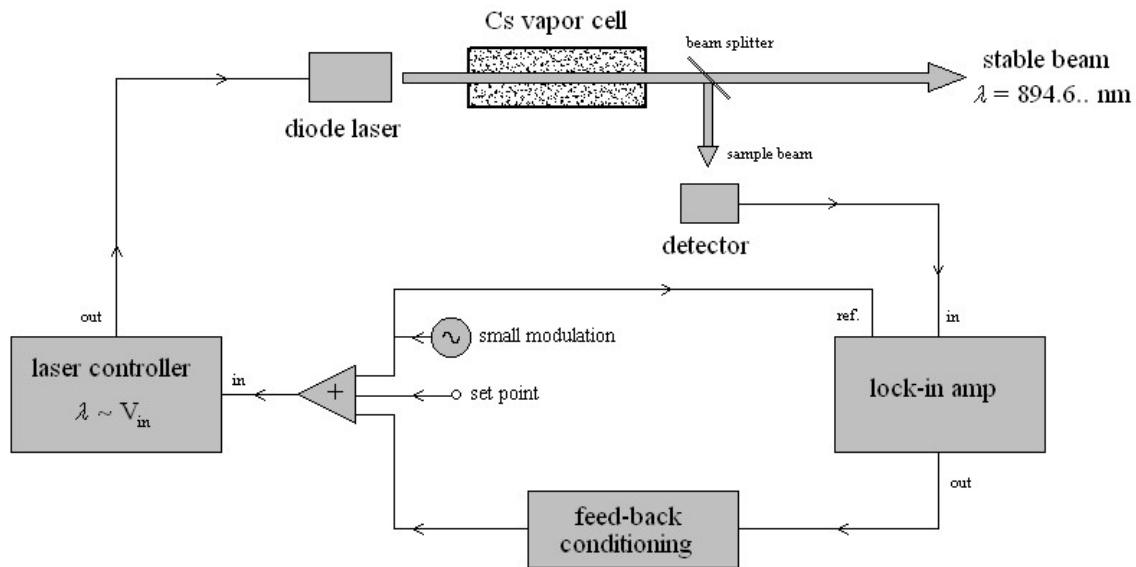 Cs vapor cell
beam splitter
stable beam
λ = 894.6.. nm
diode laser
sample beam
detector
out
ref.
in
small modulation
laser controller
λ ~ V_in
in
+
set point
lock-in amp
out
feed-back
conditioning